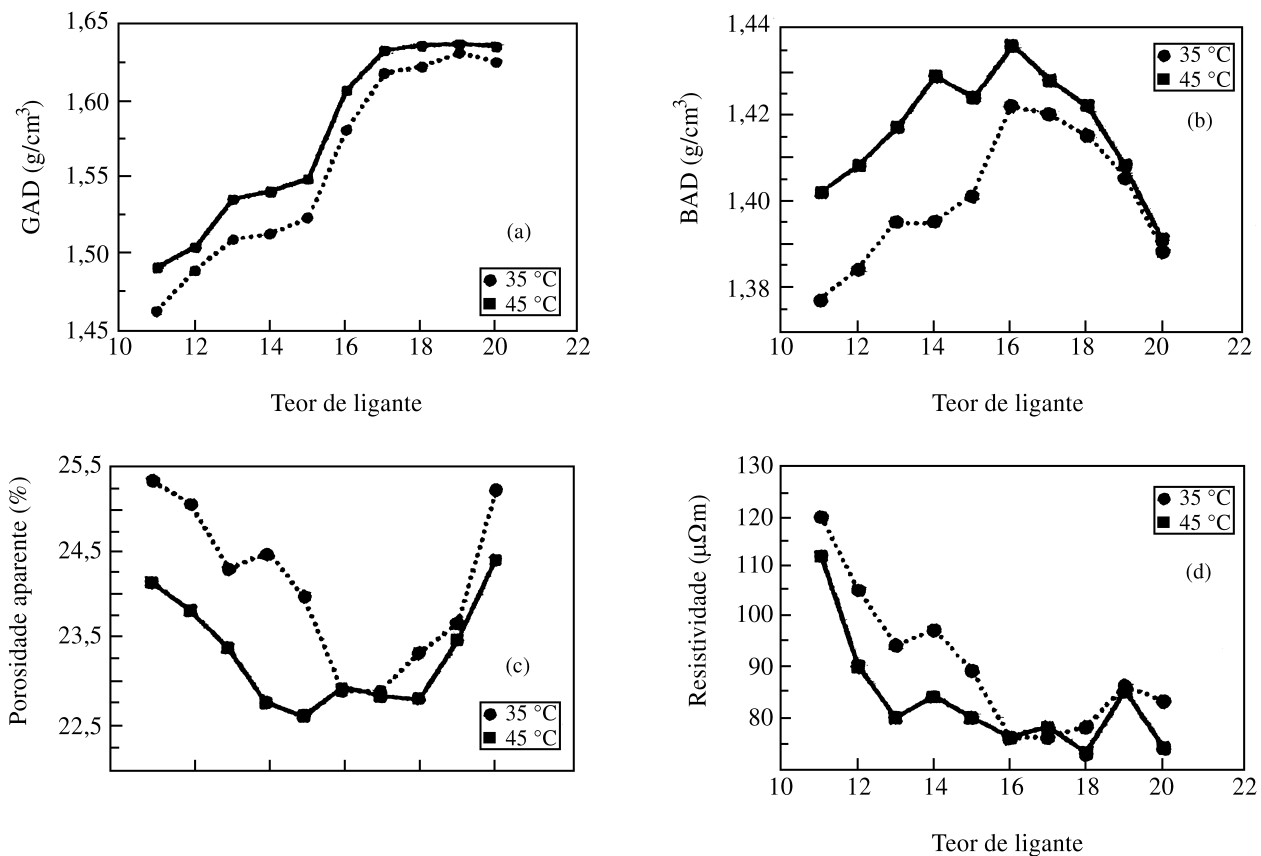 1,65
1,60
1,55
1,50
1,45
GAD (g/cm³)
(a)
35 °C
45 °C
10 12 14 16 18 20 22
Teor de ligante
1,44
1,42
1,40
1,38
BAD (g/cm³)
35 °C
45 °C
(b)
10 12 14 16 18 20 22
Teor de ligante
25,5
24,5
23,5
22,5
Porosidade aparente (%)
(c)
35 °C
45 °C
130
120
110
100
90
80
Resistividade (μΩm)
35 °C
45 °C
(d)
10 12 14 16 18 20 22
Teor de ligante